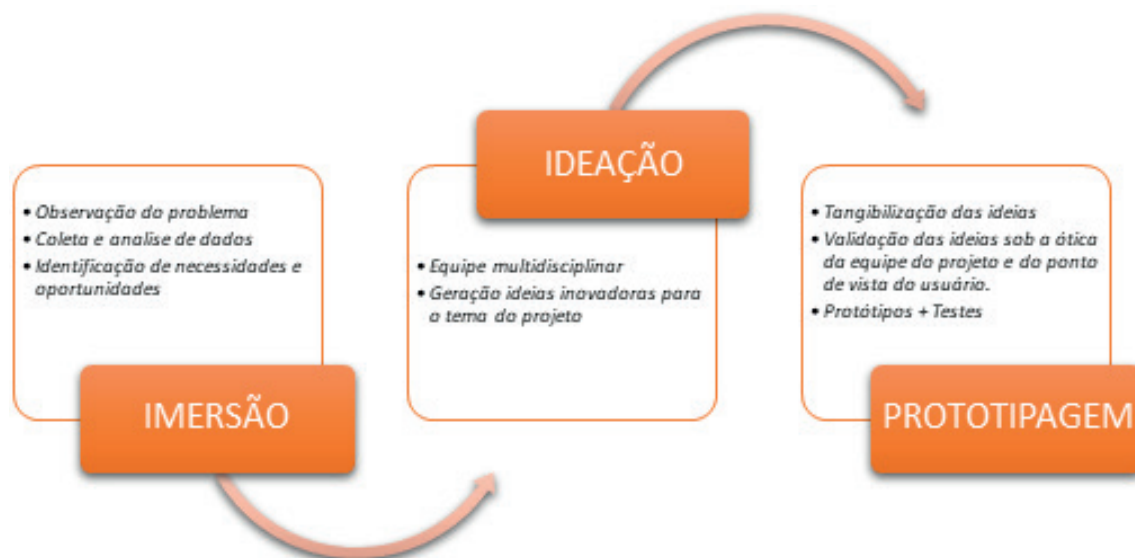 • Observação do problema
• Coleta e analise de dados
• Identificação de necessidades e
oportunidades
IMERSÃO
IDEAÇÃO
• Equipe multidisciplinar
• Geração ideias inovadoras para
o tema do projeto
• Tangibilização das ideias
• Validação das ideias sob a ótica
da equipe do projeto e do ponto
de vista do usuário.
• Protótipos + Testes
PROTOTIPAGEM